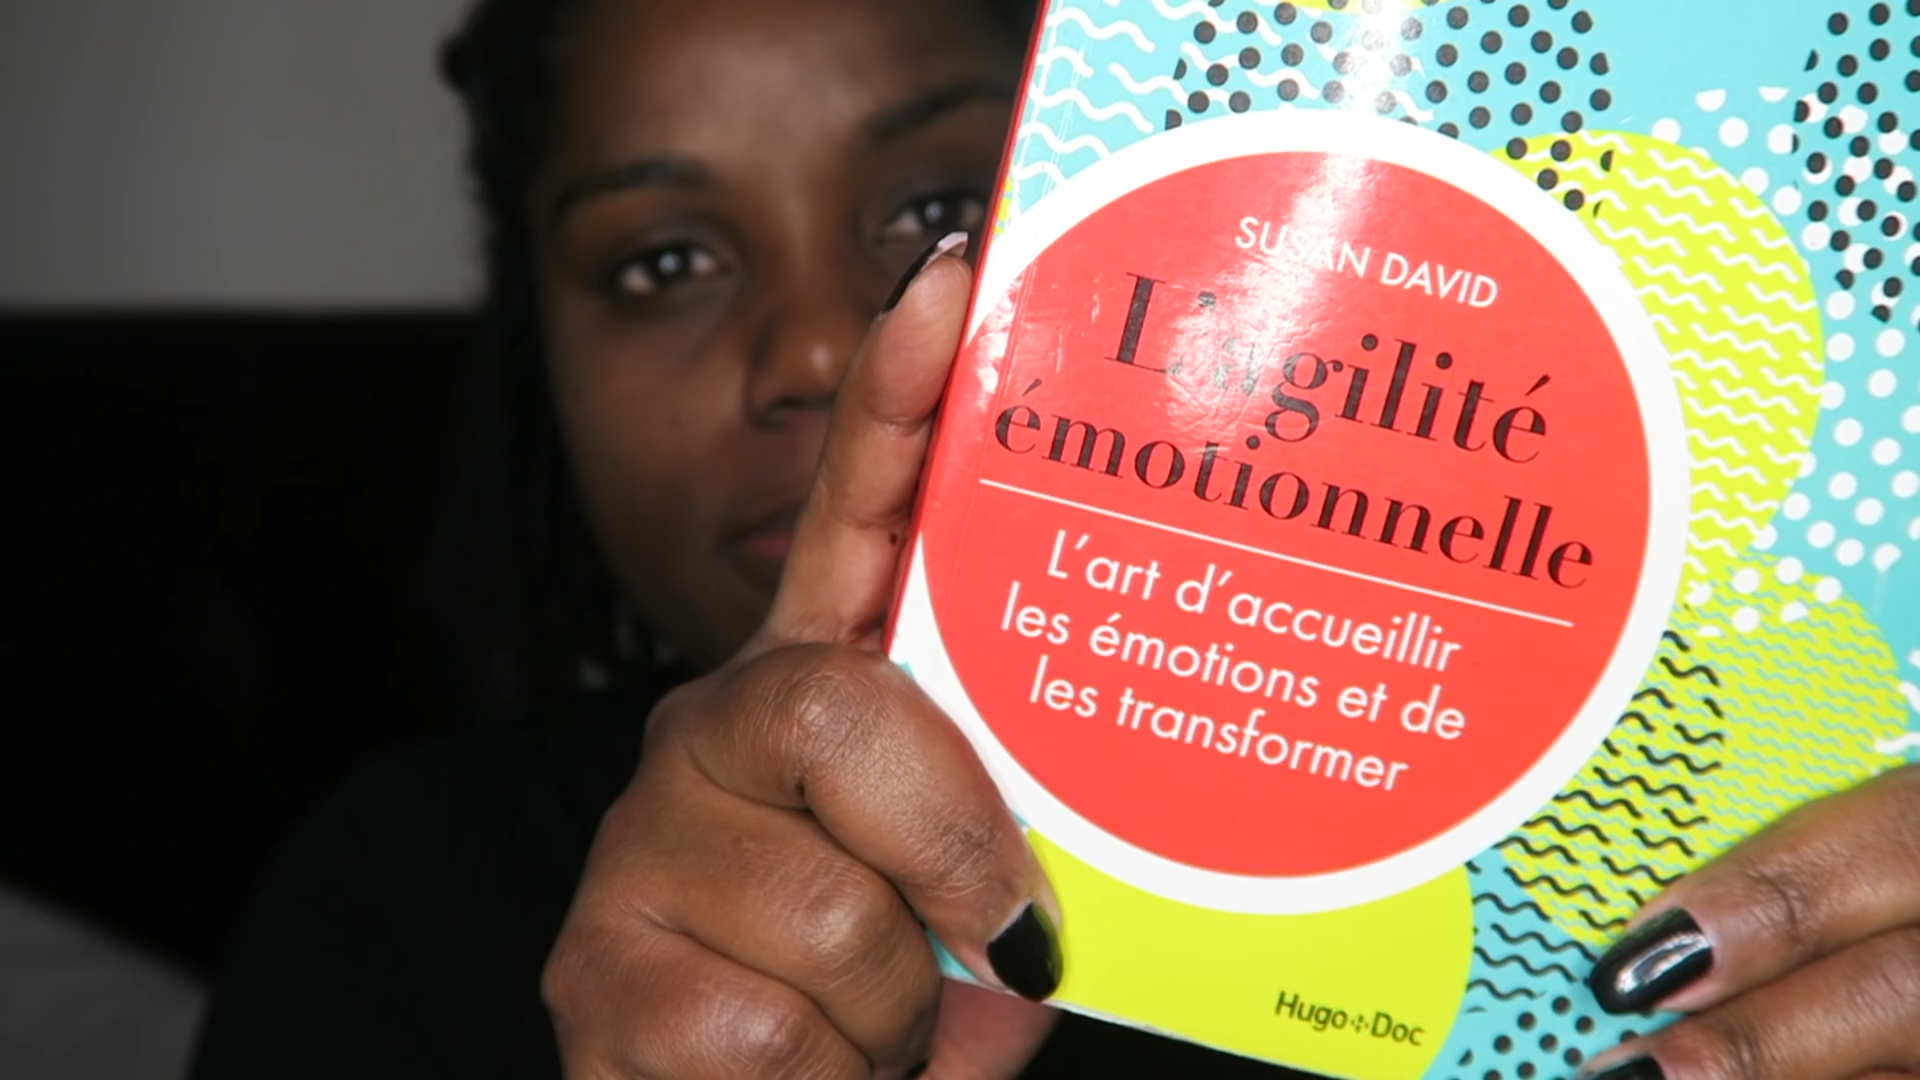 SUSAN DAVID
L'agilité
émotionnelle
L'art d'accueillir
les émotions et de
les transformer
Hugo+Doc